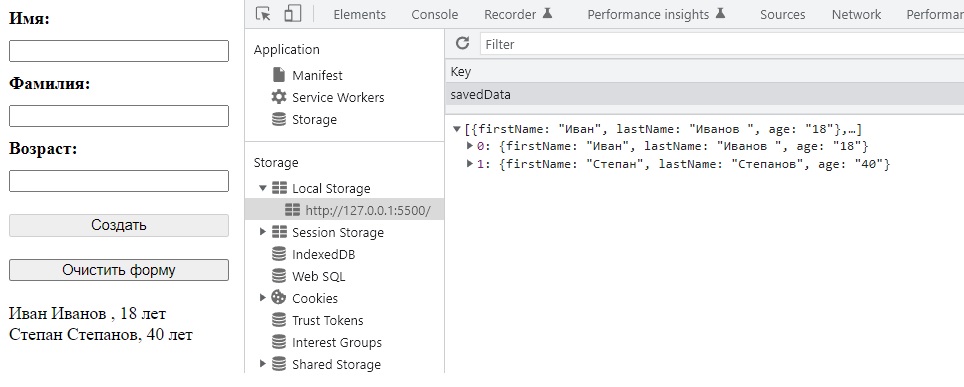 Имя:
Фамилия:
Возраст:
Создать
Очистить форму
Иван Иванов , 18 лет
Степан Степанов, 40 лет
Elements Console Recorder Performance insights Sources Network Performan
Application
Manifest
Service Workers
Storage
Storage
Local Storage
http://127.0.0.1:5500/
Session Storage
IndexedDB
Web SQL
Cookies
Trust Tokens
Interest Groups
Shared Storage
Filter
Key
savedData
[{firstName: "Иван", lastName: "Иванов ", age: "18"},…]
0: {firstName: "Иван", lastName: "Иванов ", age: "18"}
1: {firstName: "Степан", lastName: "Степанов", age: "40"}